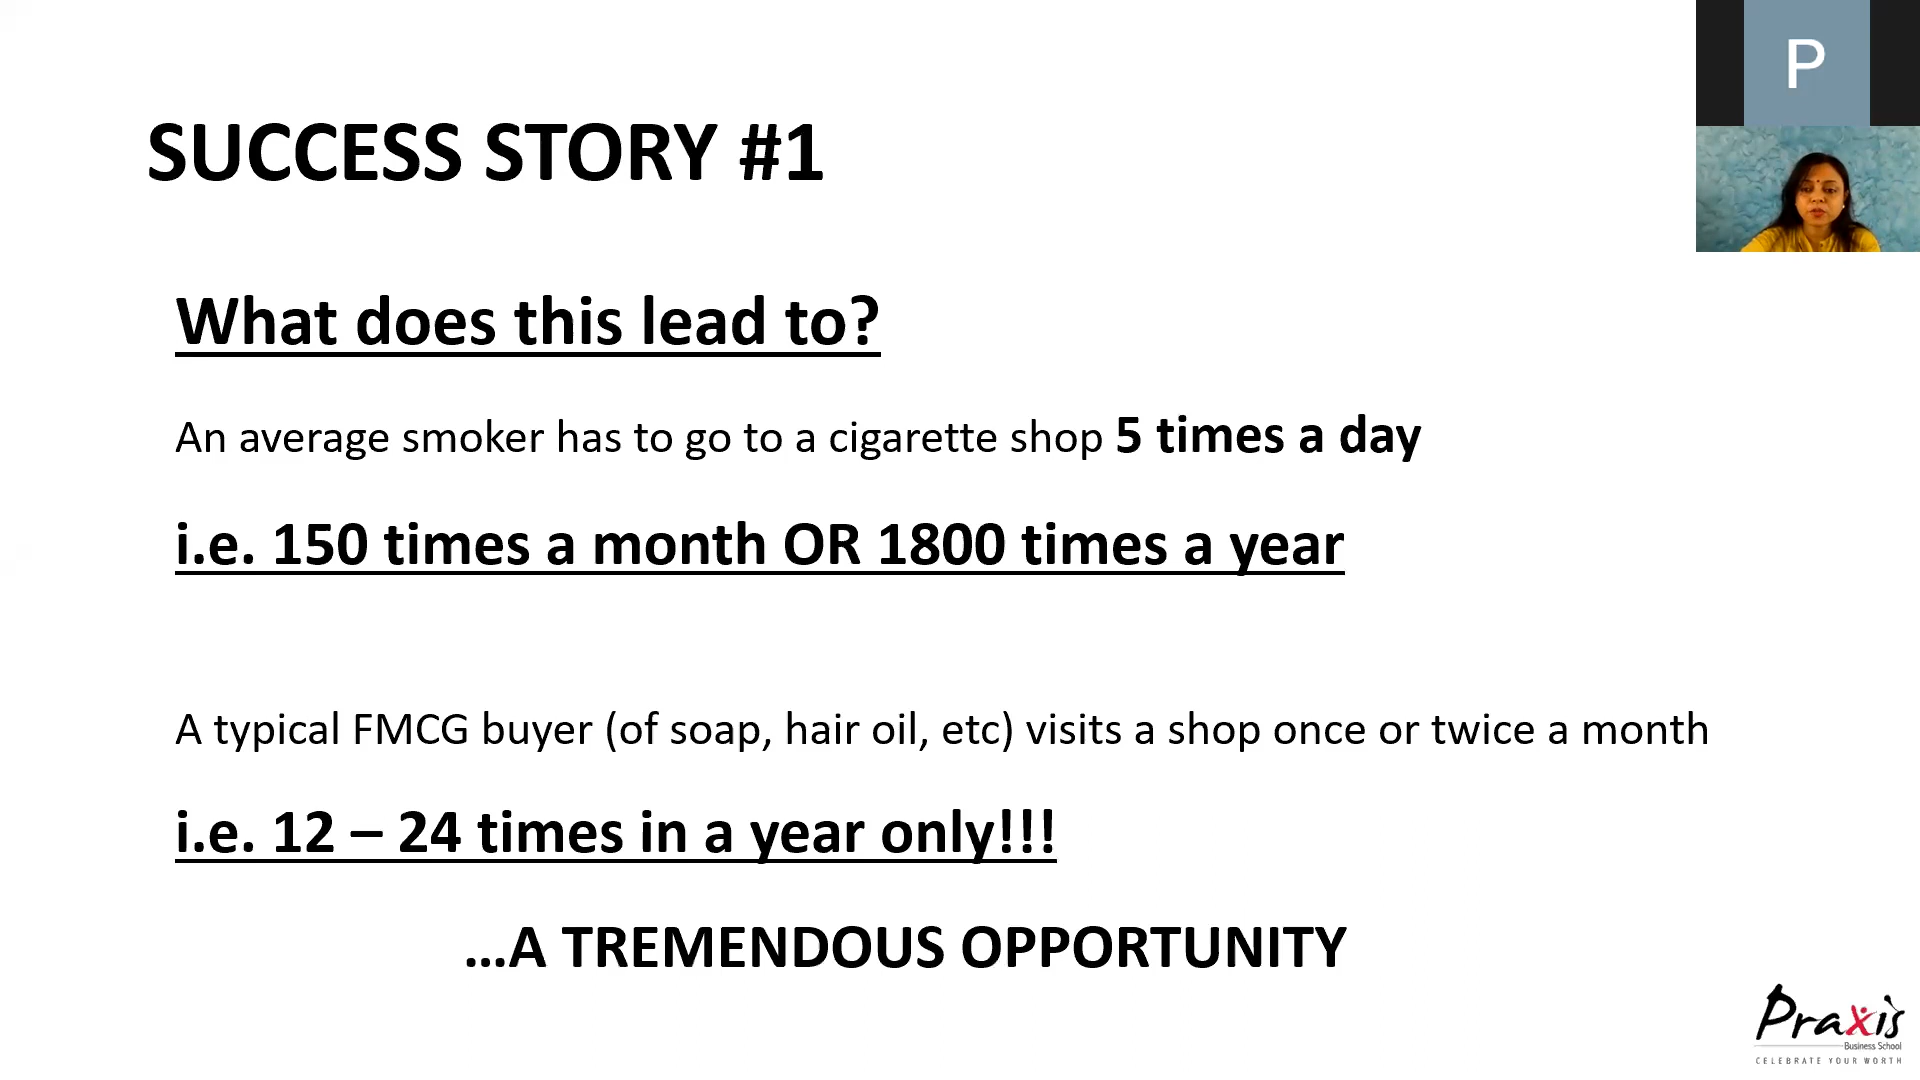 P
SUCCESS STORY #1
What does this lead to?
An average smoker has to go to a cigarette shop 5 times a day
i.e. 150 times a month OR 1800 times a year
A typical FMCG buyer (of soap, hair oil, etc) visits a shop once or twice a month
i.e. 12 – 24 times in a year only!!!
...A TREMENDOUS OPPORTUNITY
Praxis
Business School
CELEBRATE YOUR WORTH